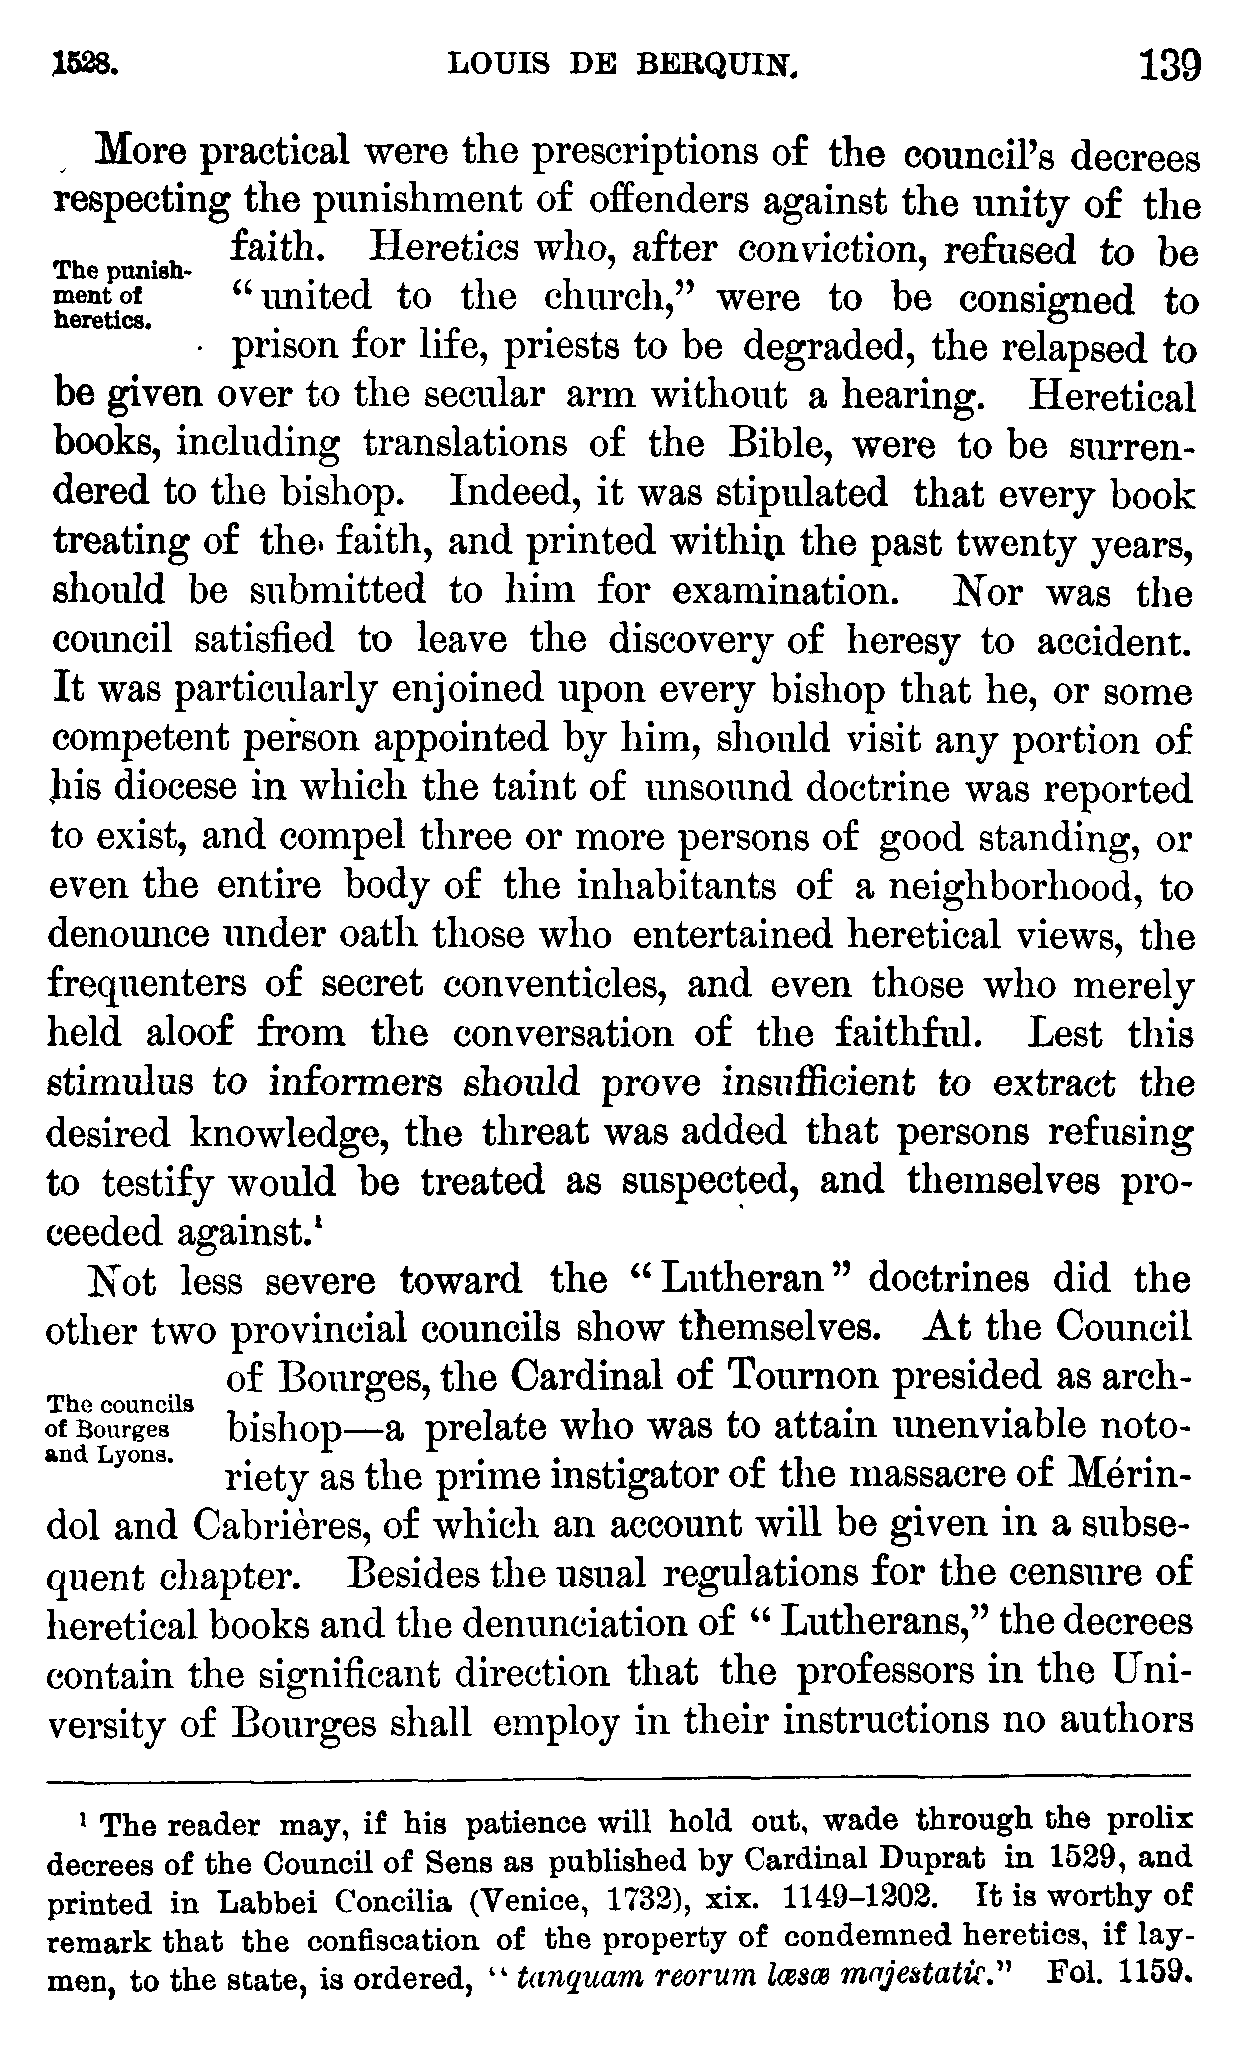 1528. LOUIS DE BERQUIN. 139
More practical were the prescriptions of the council's decrees
respecting the punishment of offenders against the unity of the
The punish-
ment of
heretics.
faith. Heretics who, after conviction, refused to be
"united to the church," were to be consigned to
prison for life, priests to be degraded, the relapsed to
be given over to the secular arm without a hearing. Heretical
books, including translations of the Bible, were to be surren-
dered to the bishop. Indeed, it was stipulated that every book
treating of the faith, and printed within the past twenty years,
should be submitted to him for examination. Nor was the
council satisfied to leave the discovery of heresy to accident.
It was particularly enjoined upon every bishop that he, or some
competent person appointed by him, should visit any portion of
his diocese in which the taint of unsound doctrine was reported
to exist, and compel three or more persons of good standing, or
even the entire body of the inhabitants of a neighborhood, to
denounce under oath those who entertained heretical views, the
frequenters of secret conventicles, and even those who merely
held aloof from the conversation of the faithful. Lest this
stimulus to informers should prove insufficient to extract the
desired knowledge, the threat was added that persons refusing
to testify would be treated as suspected, and themselves pro-
ceeded against.¹
Not less severe toward the "Lutheran" doctrines did the
other two provincial councils show themselves. At the Council
The councils
of Bourges
and Lyons.
of Bourges, the Cardinal of Tournon presided as arch-
bishop—a prelate who was to attain unenviable noto-
riety as the prime instigator of the massacre of Mérin-
dol and Cabrières, of which an account will be given in a subse-
quent chapter. Besides the usual regulations for the censure of
heretical books and the denunciation of "Lutherans," the decrees
contain the significant direction that the professors in the Uni-
versity of Bourges shall employ in their instructions no authors
¹ The reader may, if his patience will hold out, wade through the prolix
decrees of the Council of Sens as published by Cardinal Duprat in 1529, and
printed in Labbei Concilia (Venice, 1732), xix. 1149–1202. It is worthy of
remark that the confiscation of the property of condemned heretics, if lay-
men, to the state, is ordered, "tanquam reorum læsæ majestatis." Fol. 1159.